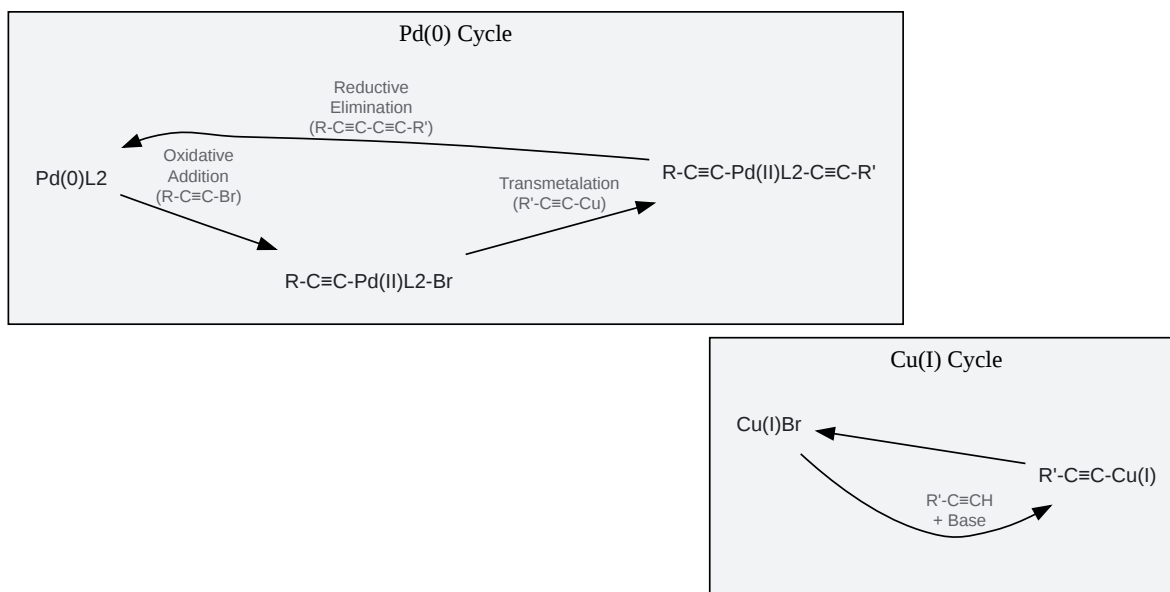 Pd(0) Cycle
Reductive
Elimination
(R-C≡C-C≡C-R')
Oxidative
Addition
(R-C≡C-Br)
Pd(0)L2
Transmetalation
(R'-C≡C-Cu)
R-C≡C-Pd(II)L2-C≡C-R'
R-C≡C-Pd(II)L2-Br
Cu(I) Cycle
Cu(I)Br
R'-C≡C-Cu(I)
R'-C≡CH
+ Base